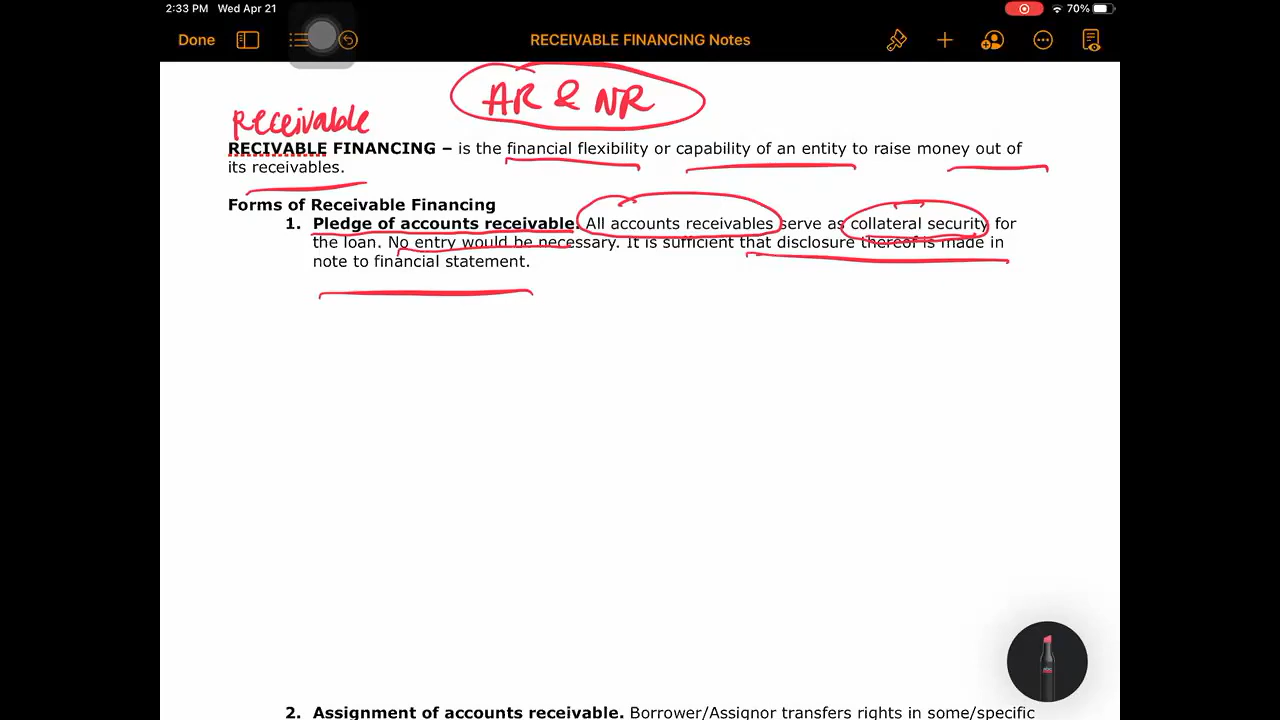 2:33 PM Wed Apr 21
70%
Done
RECEIVABLE FINANCING Notes
AR & NR
Receivable
RECIVABLE FINANCING – is the financial flexibility or capability of an entity to raise money out of
its receivables.
Forms of Receivable Financing
1. Pledge of accounts receivable. All accounts receivables serve as collateral security for
the loan. No entry would be necessary. It is sufficient that disclosure thereof is made in
note to financial statement.
2. Assignment of accounts receivable. Borrower/Assignor transfers rights in some/specific